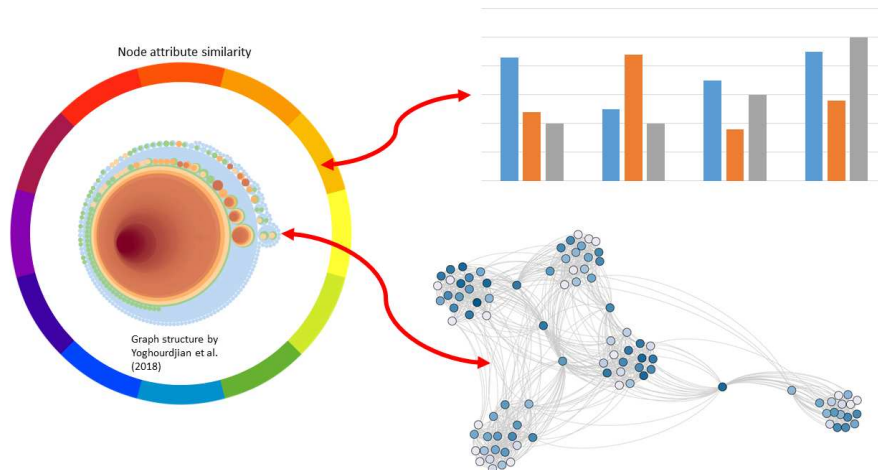 Node attribute similarity
Graph structure by
Yoghourdjian et al.
(2018)